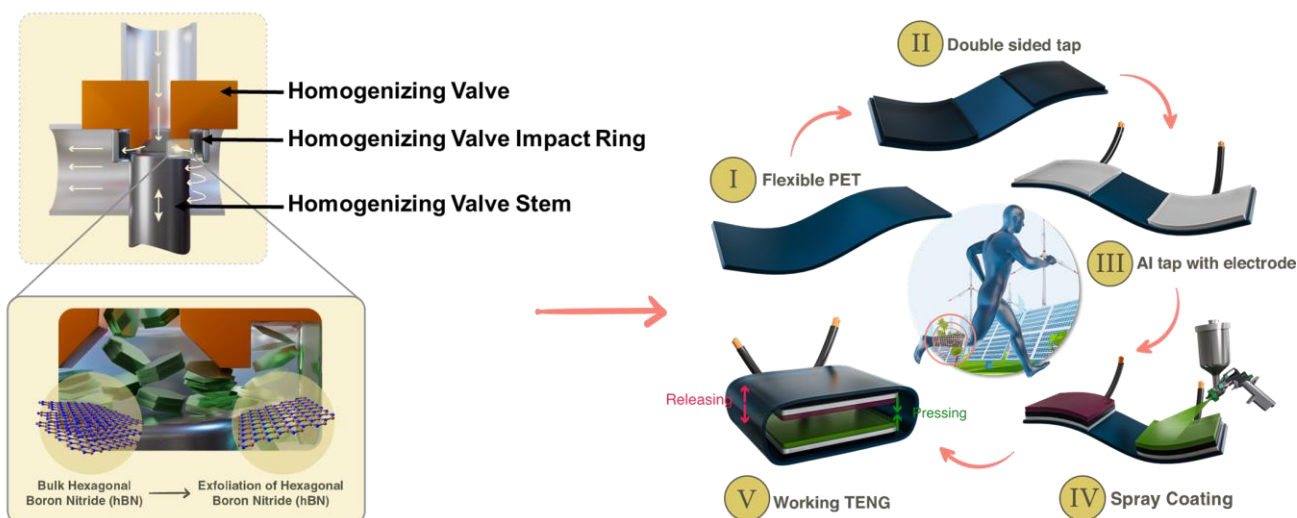 Homogenizing Valve
Homogenizing Valve Impact Ring
Homogenizing Valve Stem
Bulk Hexagonal
Boron Nitride (hBN)
Exfoliation of Hexagonal
Boron Nitride (hBN)
I
Flexible PET
II
Double sided tap
III
Al tap with electrode
IV
Spray Coating
V
Working TENG
Releasing
Pressing